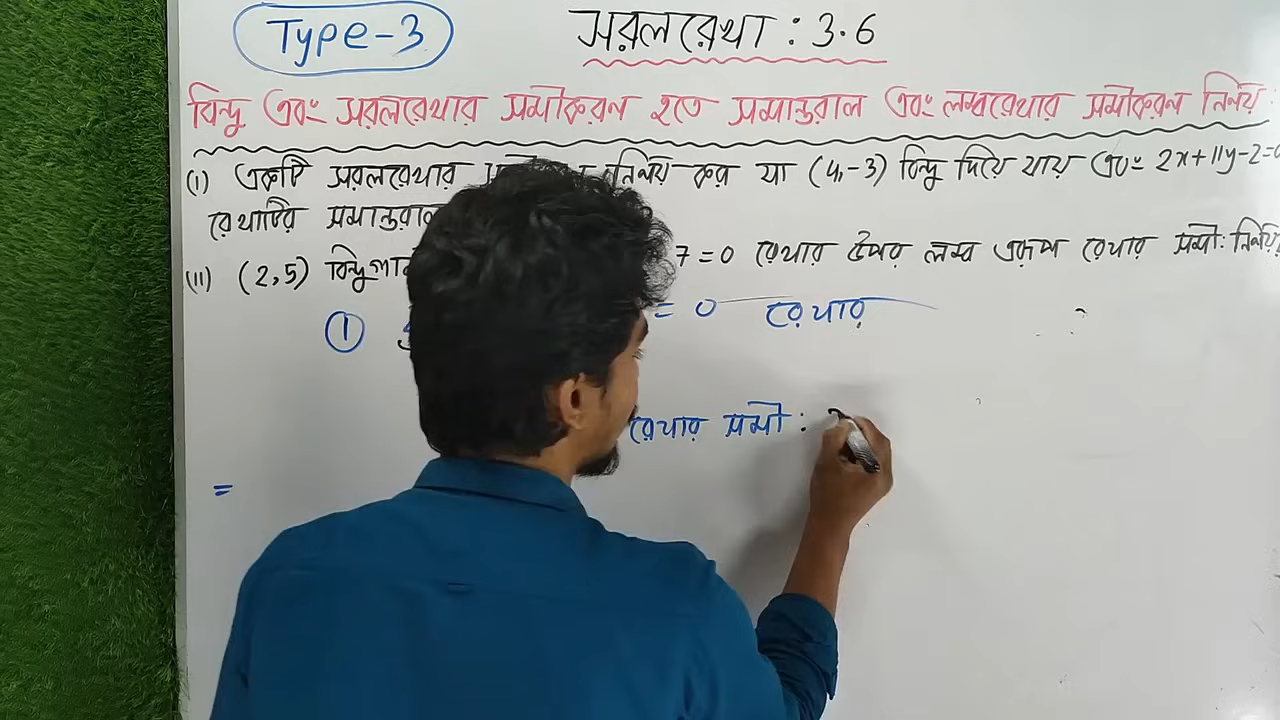 Type-3
সরলরেখা : 3.6
বিন্দু এবং সরলরেখার সমীকরণ হতে সমান্তরাল এবং লম্বরেখার সমীকরণ নির্ণয়
(i) একটি সরলরেখার নির্ণয় কর যা (4,-3) বিন্দু দিয়ে যায় এবং 2x+11y-2=0
রেখাটির সমান্তরাল
(ii) (2,5) 7=0 রেখার উপর লম্ব এরূপ রেখার সমী: নির্ণয়
① = 0 রেখার
রেখার সমী :
=